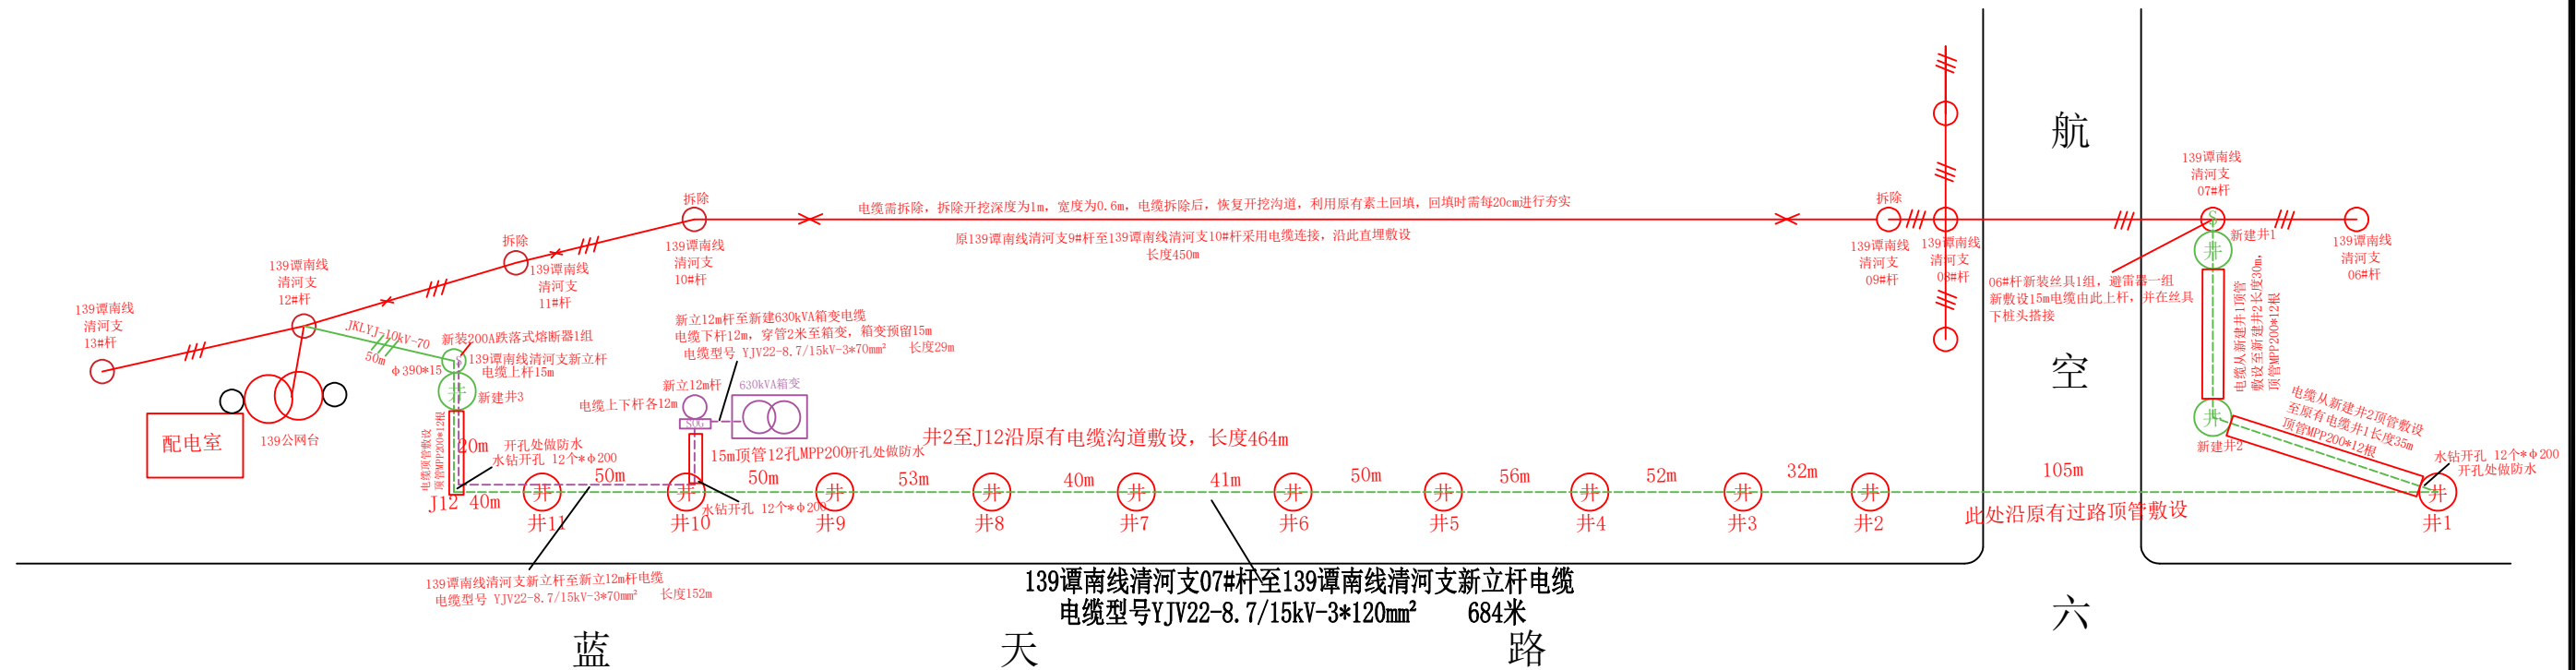 航
空
六
蓝
天
路
139谭南线
清河支
13#杆
139谭南线
清河支
12#杆
拆除
139谭南线
清河支
11#杆
拆除
139谭南线
清河支
10#杆
电缆需拆除，拆除开挖深度为1m，宽度为0.6m，电缆拆除后，恢复开挖沟道，利用原有素土回填，回填时需每20cm进行夯实
原139谭南线清河支9#杆至139谭南线清河支10#杆采用电缆连接，沿此直埋敷设
长度450m
拆除
139谭南线
清河支
09#杆
139谭南线
清河支
08#杆
139谭南线
清河支
07#杆
S
新建井1
井
139谭南线
清河支
06#杆
06#杆新装丝具1组，避雷器一组
新敷设15m电缆由此上杆，并在丝具
下桩头搭接
电缆从新建井1顶管
敷设至新建井2长度30m，
顶管MPP200*12根
井
新建井2
电缆从新建井2顶管敷设
至原有电缆井1长度35m
顶管MPP200*12根
水钻开孔 12个*φ200
开孔处做防水
JKLYJ-10kV-70
50m
新装200A跌落式熔断器1组
139谭南线清河支新立杆
电缆上杆15m
φ390*15
井
新建井3
配电室
139公网台
电缆顶管敷设
顶管MPP200*12根
20m
开孔处做防水
水钻开孔 12个*φ200
新立12m杆至新建630kVA箱变电缆
电缆下杆12m，穿管2米至箱变，箱变预留15m
电缆型号 YJV22-8.7/15kV-3*70mm² 长度29m
新立12m杆
630kVA箱变
电缆上下杆各12m
SOG
15m顶管12孔MPP200开孔处做防水
水钻开孔 12个*φ200
井2至J12沿原有电缆沟道敷设，长度464m
J12
40m
50m
50m
53m
40m
41m
50m
56m
52m
32m
105m
井
井
井
井
井
井
井
井
井
井
井
井11
井10
井9
井8
井7
井6
井5
井4
井3
井2
井1
此处沿原有过路顶管敷设
139谭南线清河支新立杆至新立12m杆电缆
电缆型号 YJV22-8.7/15kV-3*70mm² 长度152m
139谭南线清河支07#杆至139谭南线清河支新立杆电缆
电缆型号YJV22-8.7/15kV-3*120mm² 684米